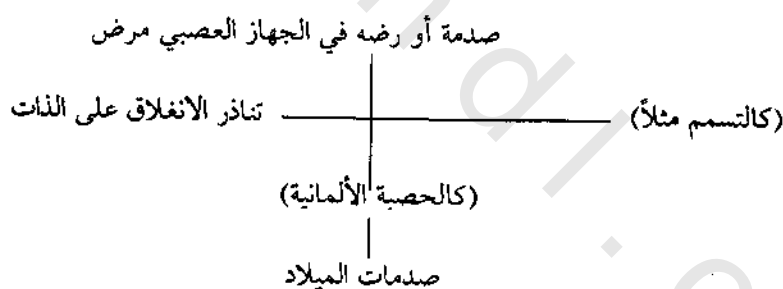 صدمة أو رضه في الجهاز العصبي مرض
(كالتسمم مثلاً) تناذر الانغلاق على الذات
(كالحصبة الألمانية)
صدمات الميلاد